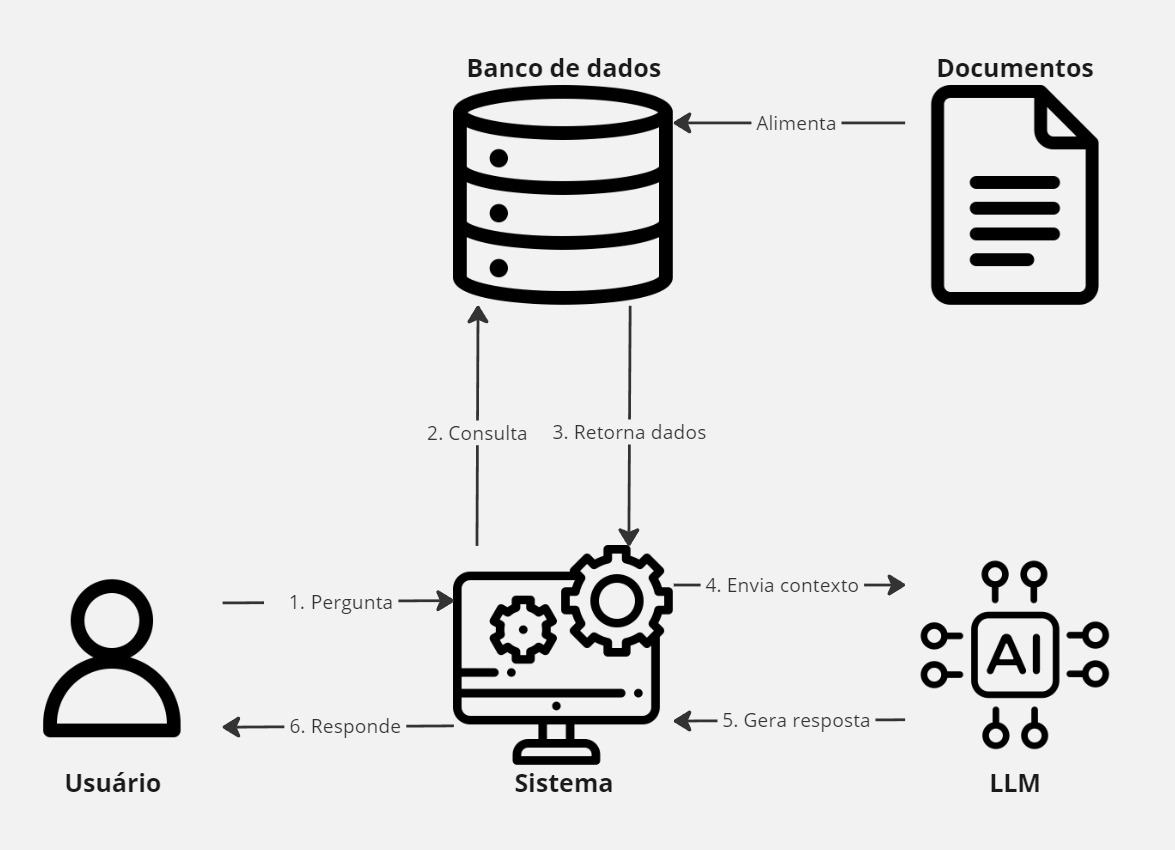 Banco de dados
Documentos
Alimenta
2. Consulta
3. Retorna dados
1. Pergunta
4. Envia contexto
AI
6. Responde
5. Gera resposta
Usuário
Sistema
LLM